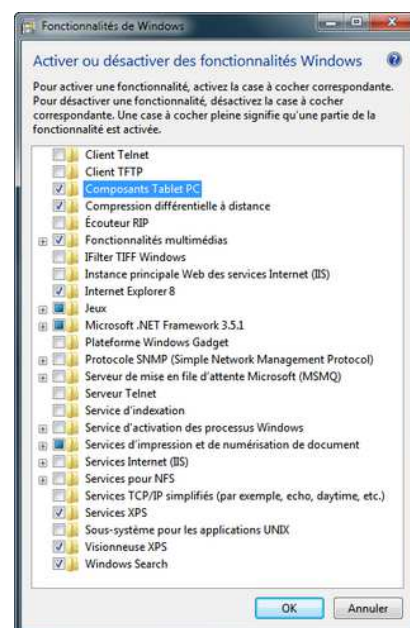 Fonctionnalités de Windows
Activer ou désactiver des fonctionnalités Windows
Pour activer une fonctionnalité, activez la case à cocher correspondante.
Pour désactiver une fonctionnalité, désactivez la case à cocher
correspondante. Une case à cocher pleine signifie qu'une partie de la
fonctionnalité est activée.
Client Telnet
Client TFTP
Composants Tablet PC
Compression différentielle à distance
Écouteur RIP
Fonctionnalités multimédias
IFilter TIFF Windows
Instance principale Web des services Internet (IIS)
Internet Explorer 8
Jeux
Microsoft .NET Framework 3.5.1
Plateforme Windows Gadget
Protocole SNMP (Simple Network Management Protocol)
Serveur de mise en file d'attente Microsoft (MSMQ)
Serveur Telnet
Service d'indexation
Service d'activation des processus Windows
Services d'impression et de numérisation de document
Services Internet (IIS)
Services pour NFS
Services TCP/IP simplifiés (par exemple, echo, daytime, etc.)
Services XPS
Sous-système pour les applications UNIX
Visionneuse XPS
Windows Search
OK Annuler